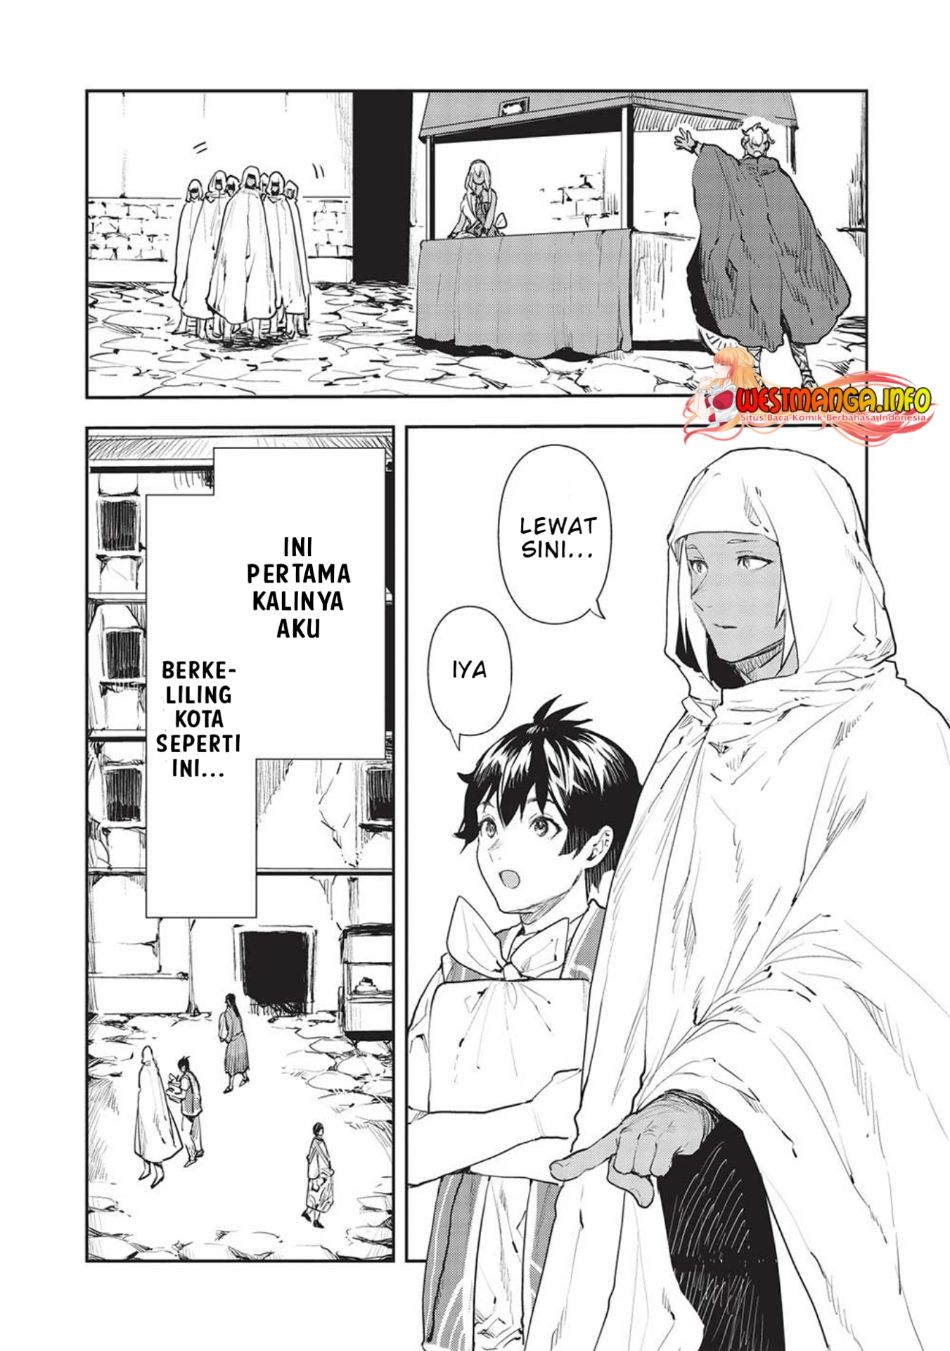 WESTMANGA.INFO
Situs Baca Komik Berbahasa Indonesia
LEWAT
SINI...
IYA
INI
PERTAMA
KALINYA
AKU
BERKE-
LILING
KOTA
SEPERTI
INI...